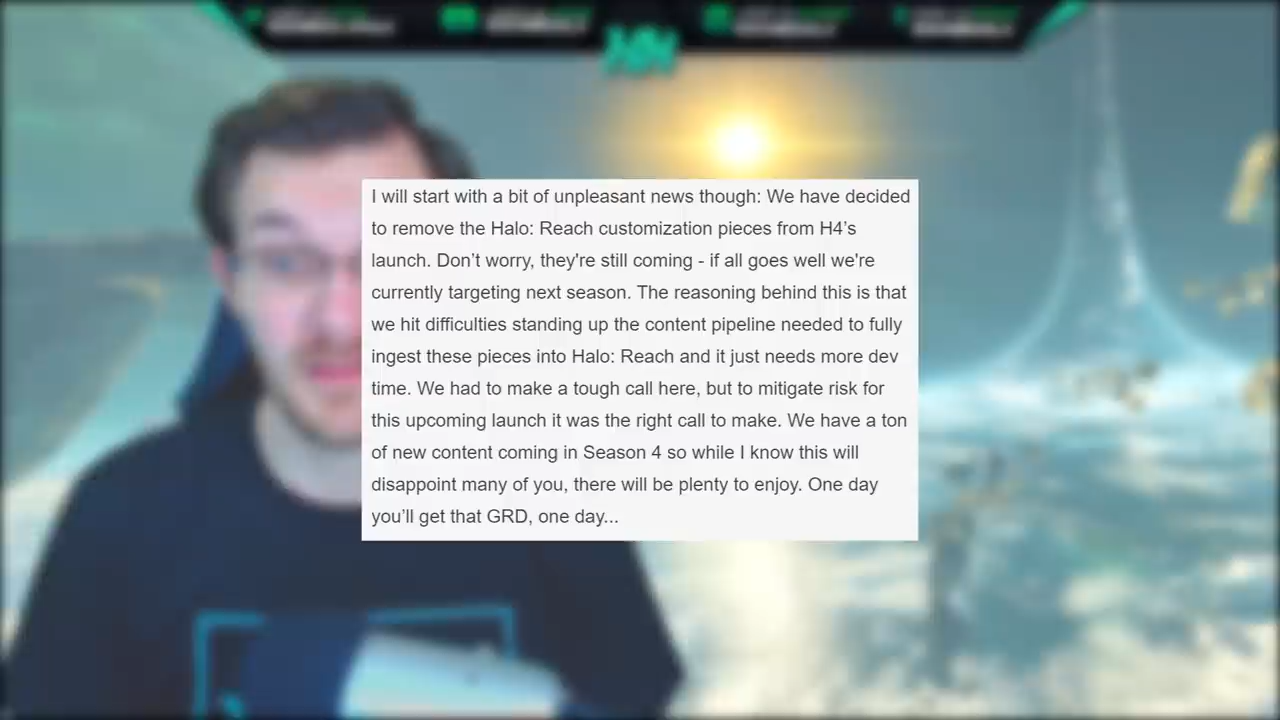 I will start with a bit of unpleasant news though: We have decided
to remove the Halo: Reach customization pieces from H4’s
launch. Don’t worry, they're still coming - if all goes well we're
currently targeting next season. The reasoning behind this is that
we hit difficulties standing up the content pipeline needed to fully
ingest these pieces into Halo: Reach and it just needs more dev
time. We had to make a tough call here, but to mitigate risk for
this upcoming launch it was the right call to make. We have a ton
of new content coming in Season 4 so while I know this will
disappoint many of you, there will be plenty to enjoy. One day
you’ll get that GRD, one day...